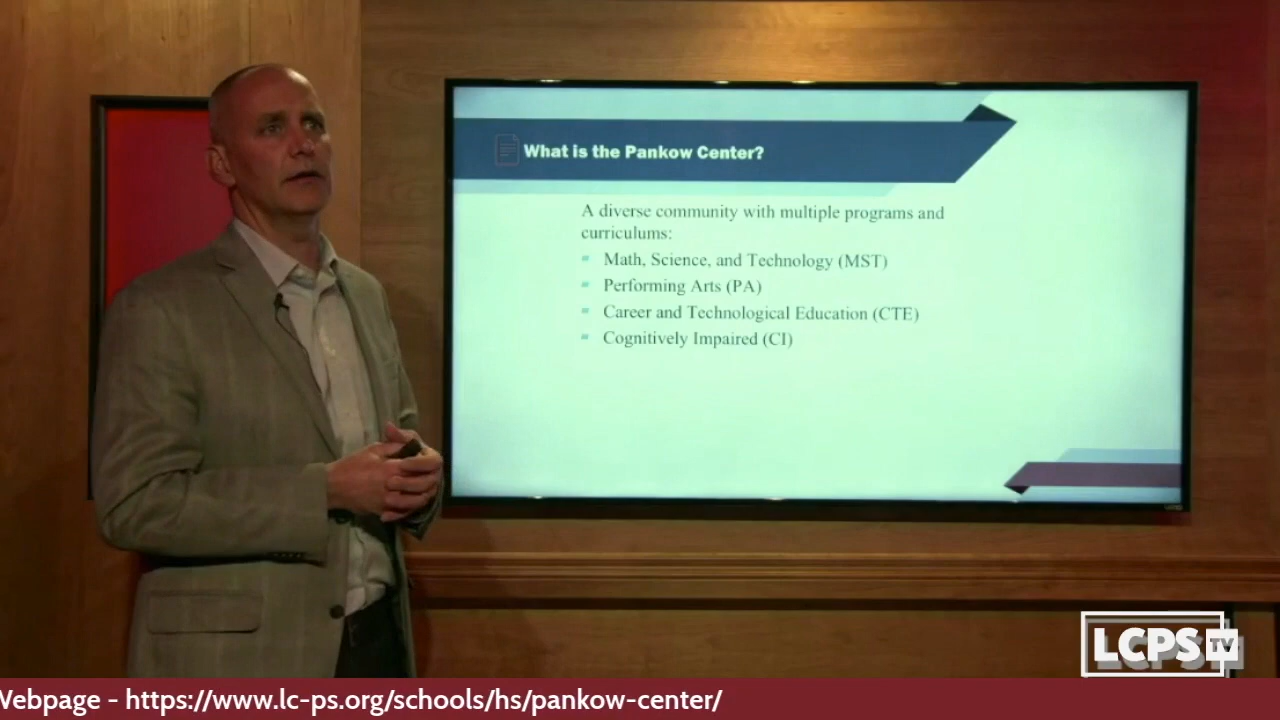 What is the Pankow Center?
A diverse community with multiple programs and
curriculums:
Math, Science, and Technology (MST)
Performing Arts (PA)
Career and Technological Education (CTE)
Cognitively Impaired (CI)
LCPS TV
Webpage - https://www.lc-ps.org/schools/hs/pankow-center/